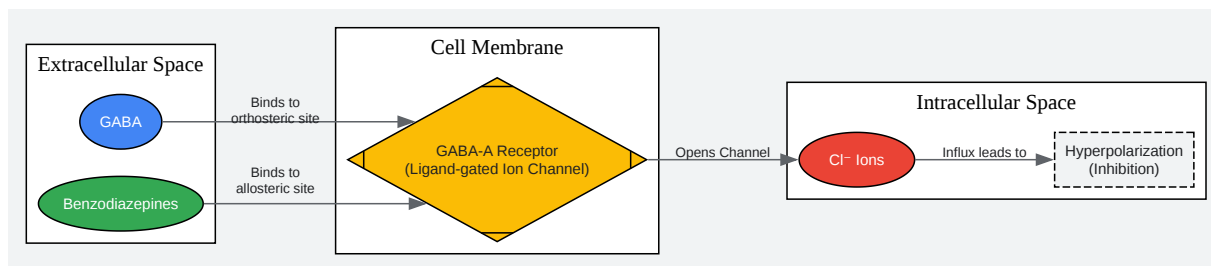 Extracellular Space
GABA
Benzodiazepines
Binds to
orthosteric site
Binds to
allosteric site
Cell Membrane
GABA-A Receptor
(Ligand-gated Ion Channel)
Opens Channel
Intracellular Space
Cl⁻ Ions
Influx leads to
Hyperpolarization
(Inhibition)